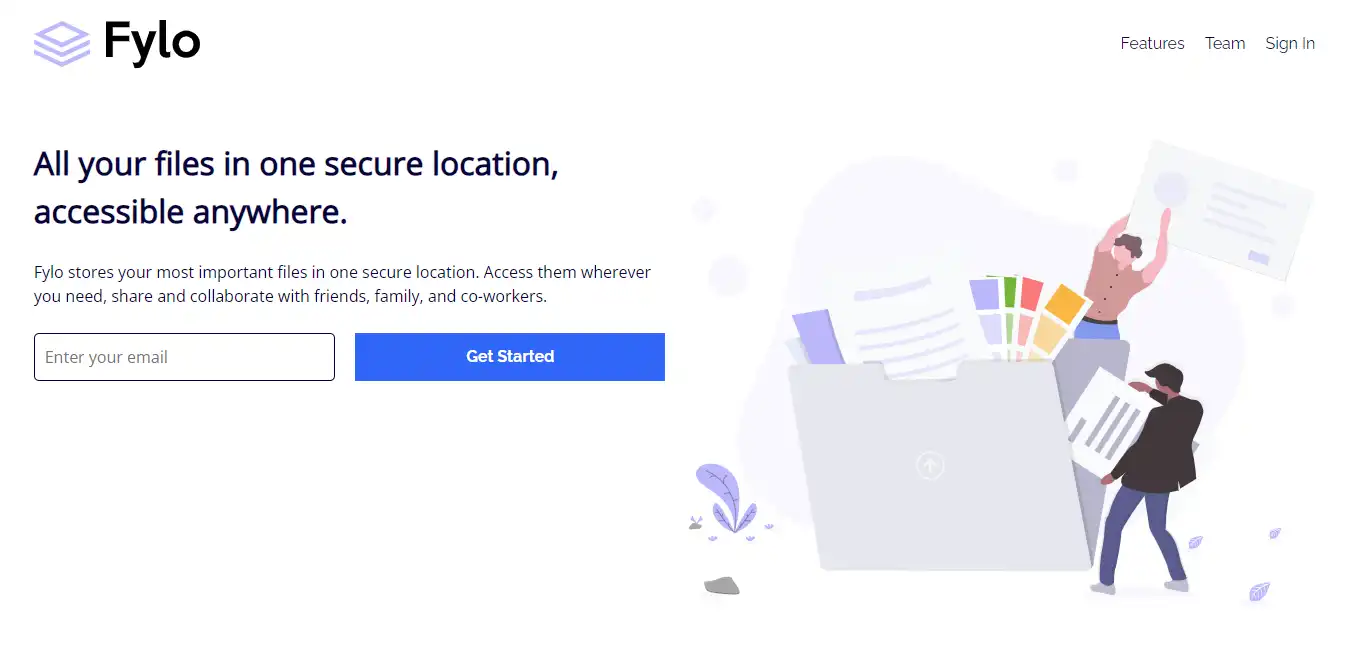 Fylo
Features Team Sign In
All your files in one secure location,
accessible anywhere.
Fylo stores your most important files in one secure location. Access them wherever
you need, share and collaborate with friends, family, and co-workers.
Enter your email
Get Started